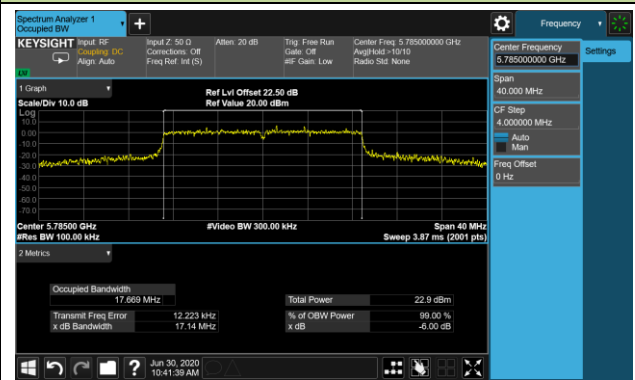 Spectrum Analyzer 1
Occupied BW
Frequency
KEYSIGHT
Input: RF
Coupling: DC
Align: Auto
Input Z: 50 Ω
Corrections: Off
Freq Ref: Int (S)
Atten: 20 dB
Trig: Free Run
Gate: Off
#IF Gain: Low
Center Freq: 5.785000000 GHz
Avg|Hold:>10/10
Radio Std: None
Center Frequency
5.785000000 GHz
Settings
Span
40.000 MHz
CF Step
4.000000 MHz
Auto
Man
Freq Offset
0 Hz
1 Graph
Ref Lvl Offset 22.50 dB
Scale/Div 10.0 dB
Ref Value 20.00 dBm
Log
10.0
0.00
-10.0
-20.0
-30.0
-40.0
-50.0
-60.0
-70.0
Center 5.78500 GHz
#Video BW 300.00 kHz
Span 40 MHz
#Res BW 100.00 kHz
Sweep 3.87 ms (2001 pts)
2 Metrics
Occupied Bandwidth
17.669 MHz
Total Power 22.9 dBm
Transmit Freq Error 12.223 kHz
% of OBW Power 99.00 %
x dB Bandwidth 17.14 MHz
x dB -6.00 dB
?
Jun 30, 2020
10:41:39 AM